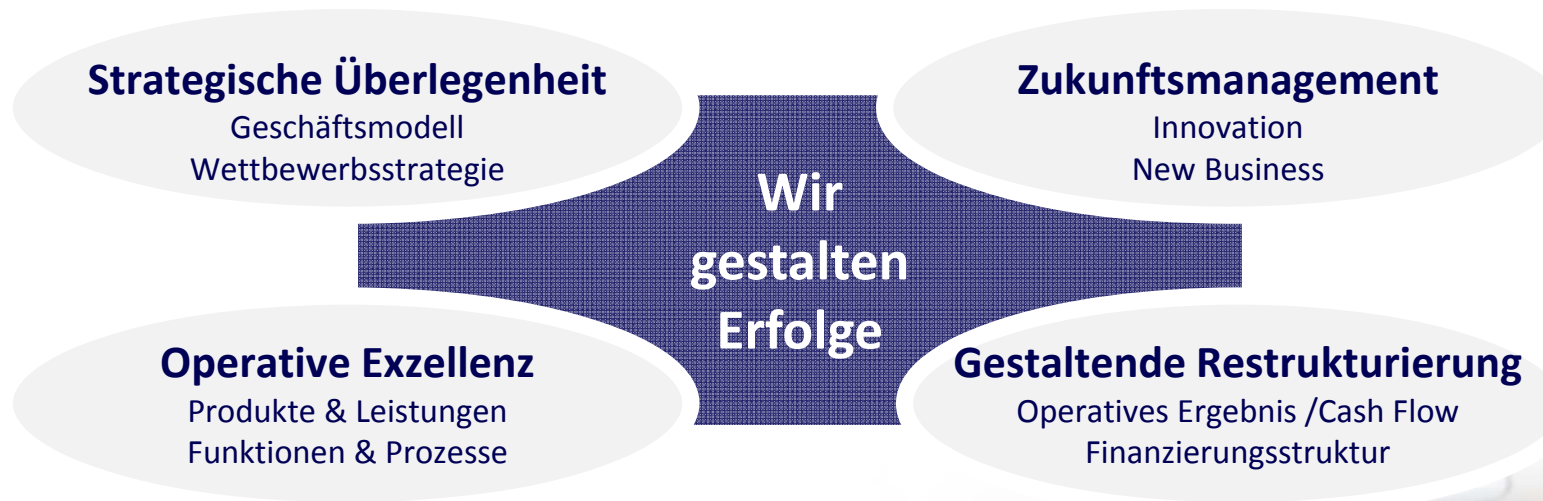 Strategische Überlegenheit
Geschäftsmodell
Wettbewerbsstrategie
Zukunftsmanagement
Innovation
New Business
Wir
gestalten
Erfolge
Operative Exzellenz
Produkte & Leistungen
Funktionen & Prozesse
Gestaltende Restrukturierung
Operatives Ergebnis /Cash Flow
Finanzierungsstruktur